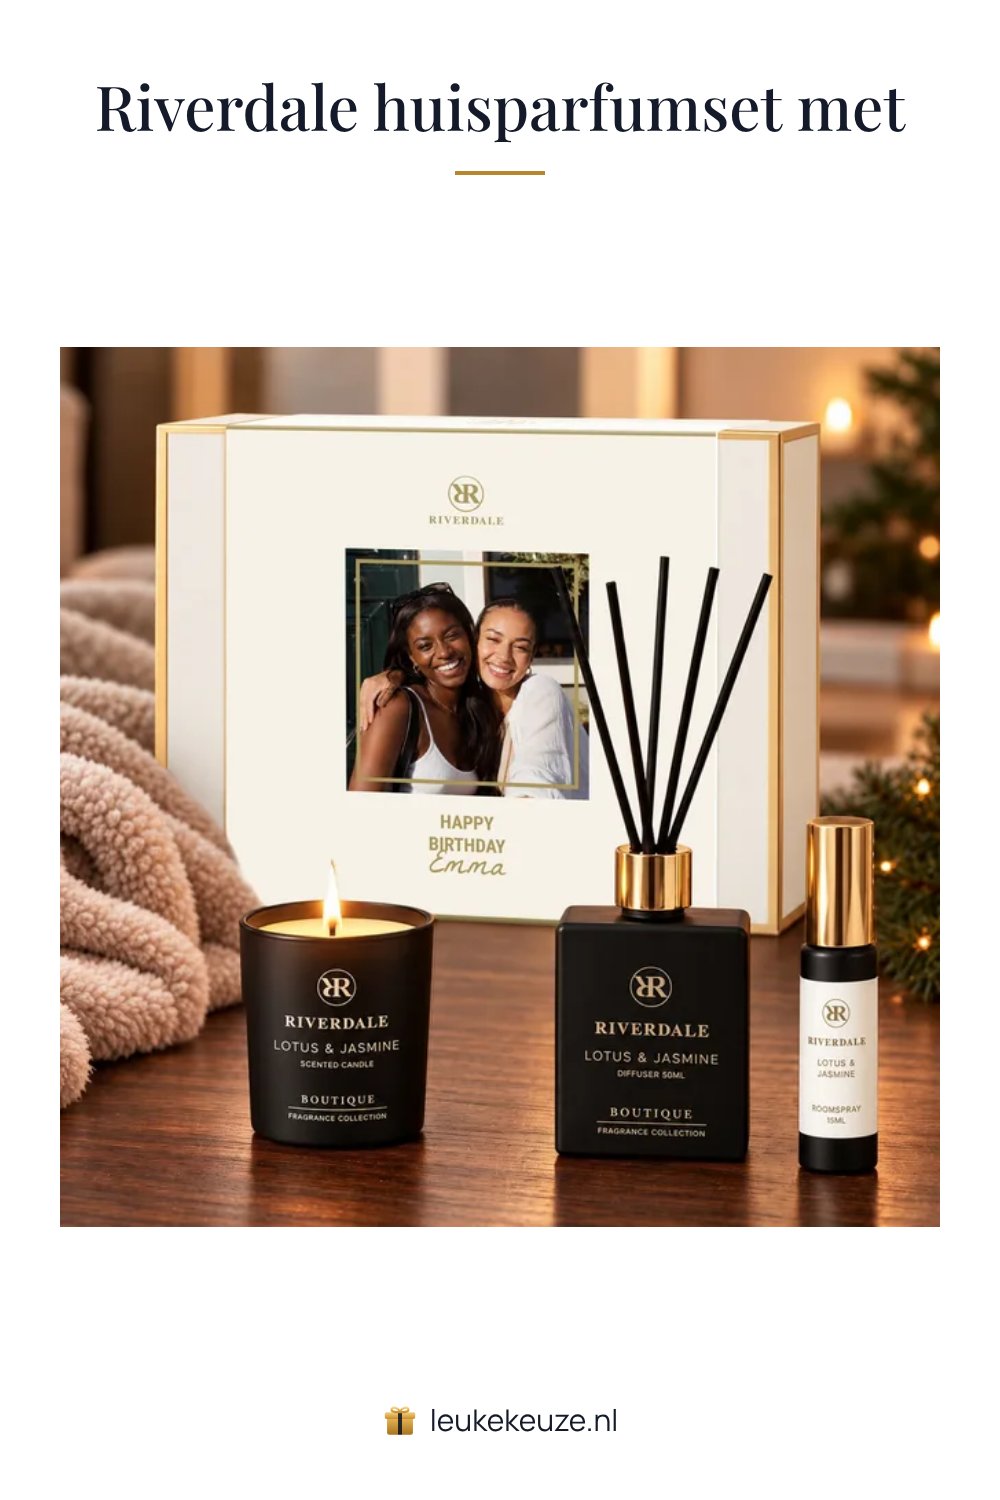 Riverdale huisparfumset met
RIVERDALE
HAPPY
BIRTHDAY
Emma
RIVERDALE
LOTUS & JASMINE
SCENTED CANDLE
BOUTIQUE
FRAGRANCE COLLECTION
RIVERDALE
LOTUS & JASMINE
DIFFUSER 50ML
BOUTIQUE
FRAGRANCE COLLECTION
RIVERDALE
LOTUS &
JASMINE
ROOMSPRAY
15ML
leukekeuze.nl